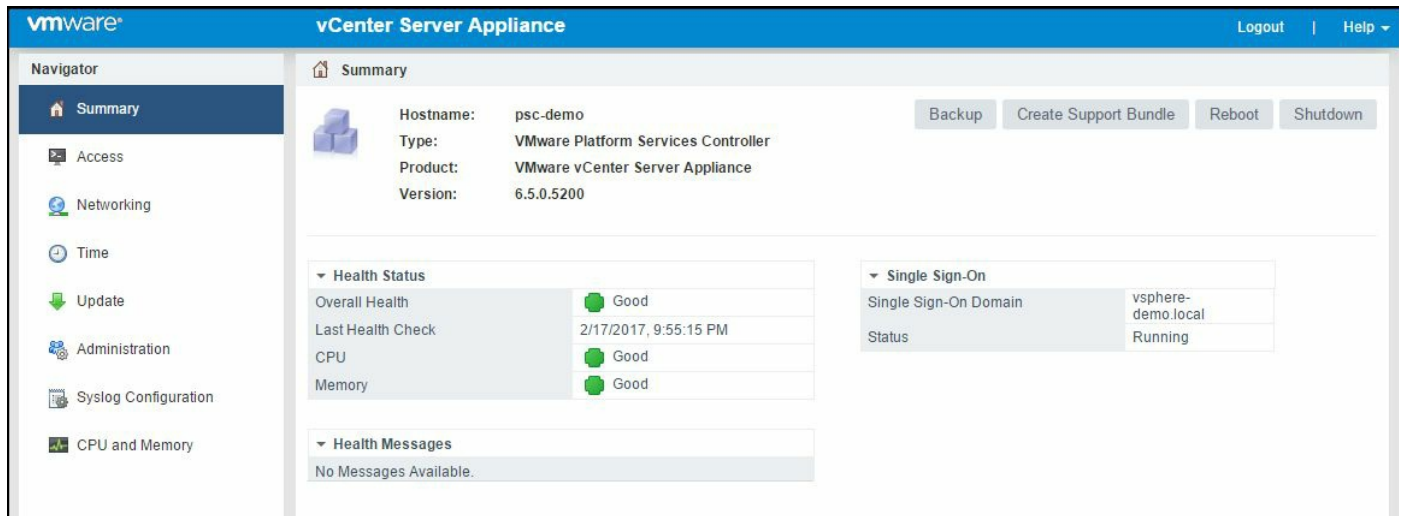 vmware® vCenter Server Appliance Logout | Help
Navigator
Summary
Access
Networking
Time
Update
Administration
Syslog Configuration
CPU and Memory
Summary
Hostname: psc-demo
Type: VMware Platform Services Controller
Product: VMware vCenter Server Appliance
Version: 6.5.0.5200
Backup Create Support Bundle Reboot Shutdown
Health Status
Overall Health Good
Last Health Check 2/17/2017, 9:55:15 PM
CPU Good
Memory Good
Health Messages
No Messages Available.
Single Sign-On
Single Sign-On Domain vsphere-
demo.local
Status Running